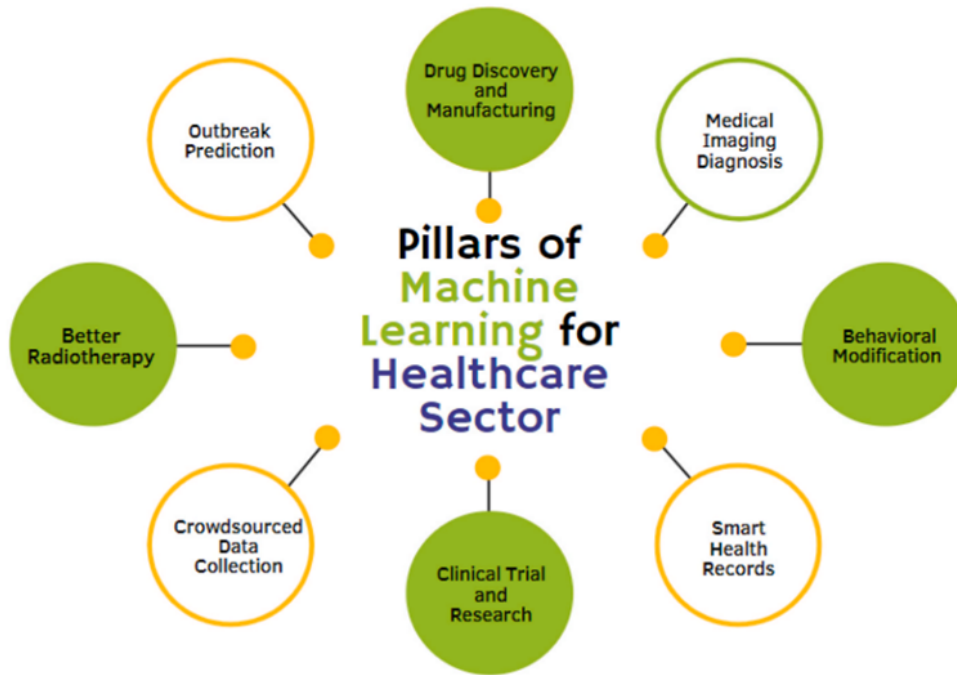 Drug Discovery
and
Manufacturing
Outbreak
Prediction
Medical
Imaging
Diagnosis
Pillars of
Machine
Learning for
Healthcare
Sector
Better
Radiotherapy
Behavioral
Modification
Crowdsourced
Data
Collection
Clinical Trial
and
Research
Smart
Health
Records